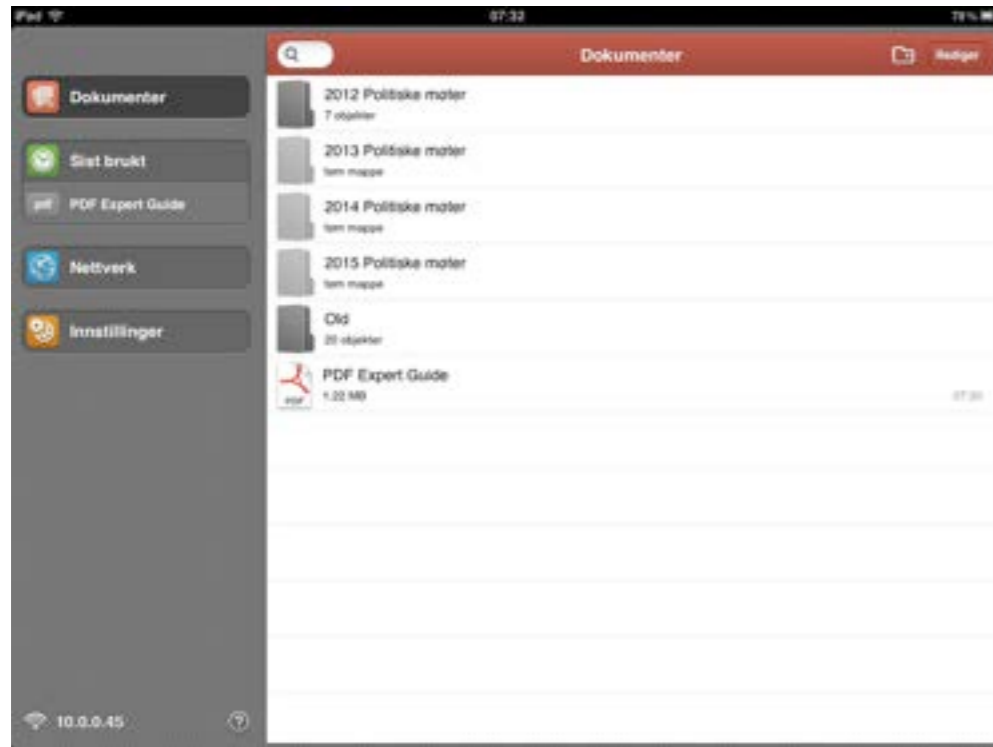 iPad
07:32
Dokumenter
Sist brukt
PDF Expert Guide
Nettverk
Innstillinger
10.0.0.45
?
Dokumenter
Rediger
2012 Politiske møter
7 objekter
2013 Politiske møter
tom mappe
2014 Politiske møter
tom mappe
2015 Politiske møter
tom mappe
Old
20 objekter
PDF Expert Guide
1.22 MB
PDF